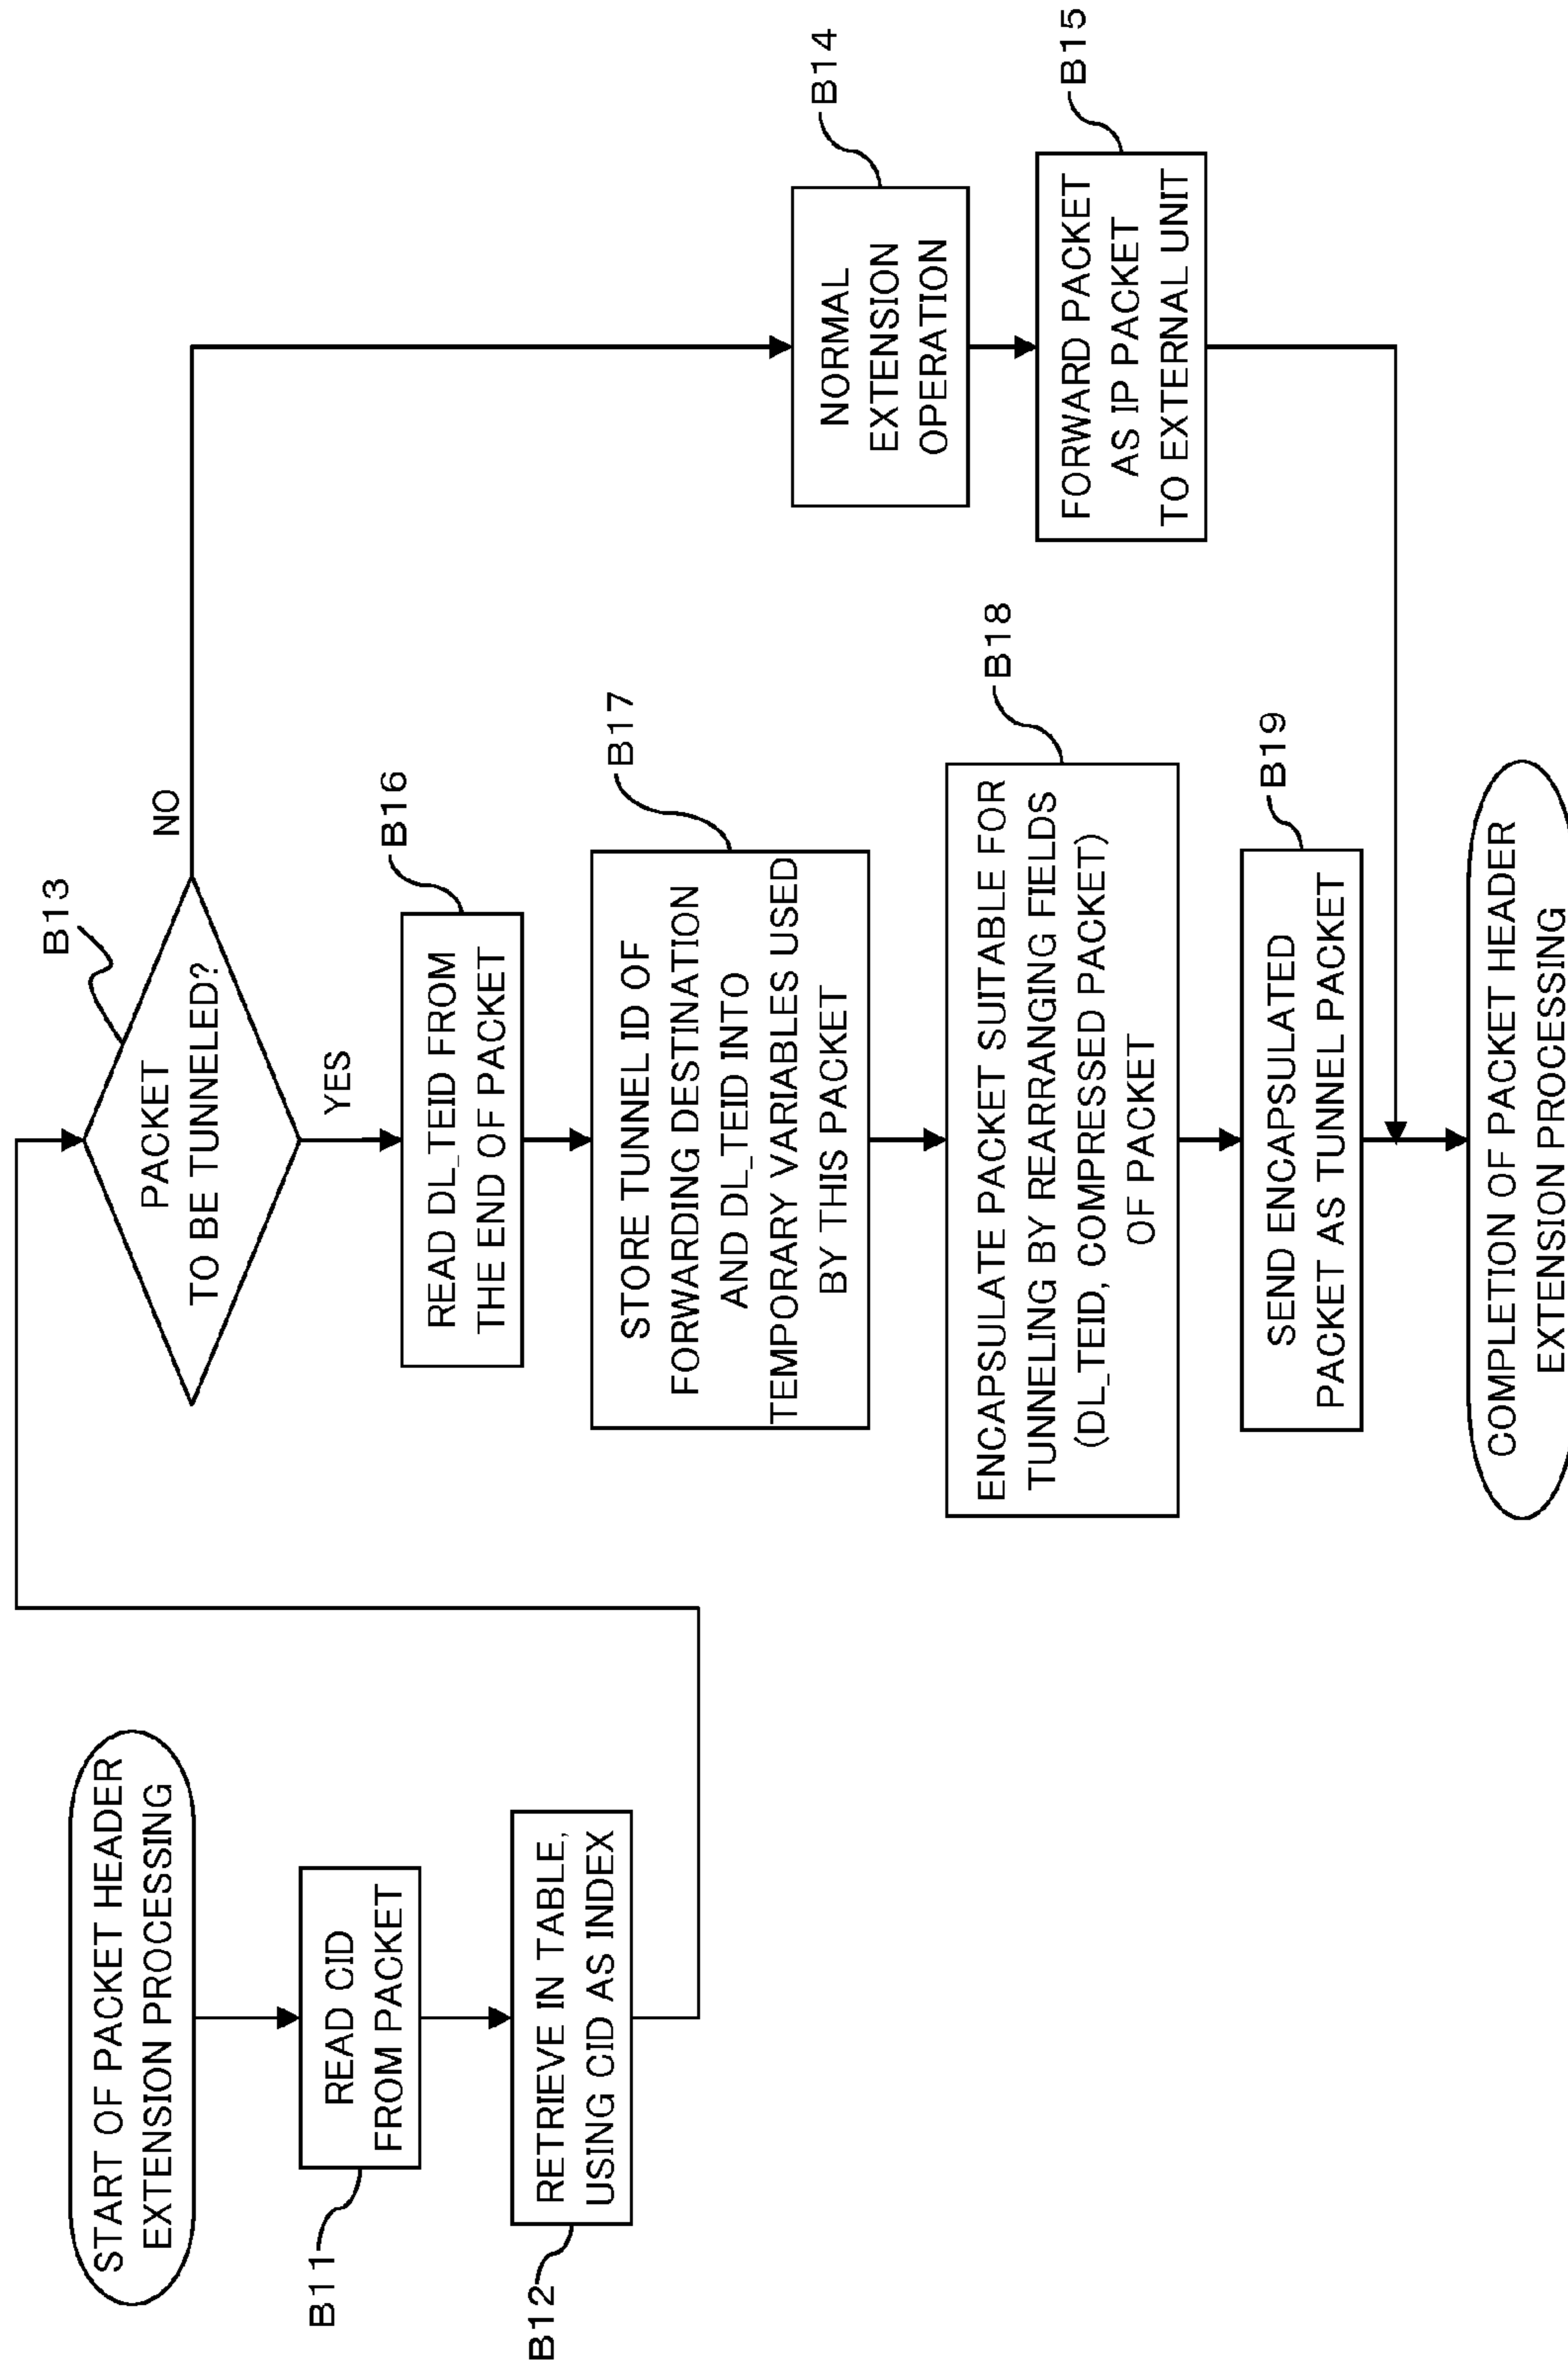 START OF PACKET HEADER
EXTENSION PROCESSING
B11
READ CID
FROM PACKET
B12
RETRIEVE IN TABLE,
USING CID AS INDEX
B13
PACKET
TO BE TUNNELED?
NO
YES
B16
READ DL_TEID FROM
THE END OF PACKET
B17
STORE TUNNEL ID OF
FORWARDING DESTINATION
AND DL_TEID INTO
TEMPORARY VARIABLES USED
BY THIS PACKET
B18
ENCAPSULATE PACKET SUITABLE FOR
TUNNELING BY REARRANGING FIELDS
(DL_TEID, COMPRESSED PACKET)
OF PACKET
B19
SEND ENCAPSULATED
PACKET AS TUNNEL PACKET
B14
NORMAL
EXTENSION
OPERATION
B15
FORWARD PACKET
AS IP PACKET
TO EXTERNAL UNIT
COMPLETION OF PACKET HEADER
EXTENSION PROCESSING